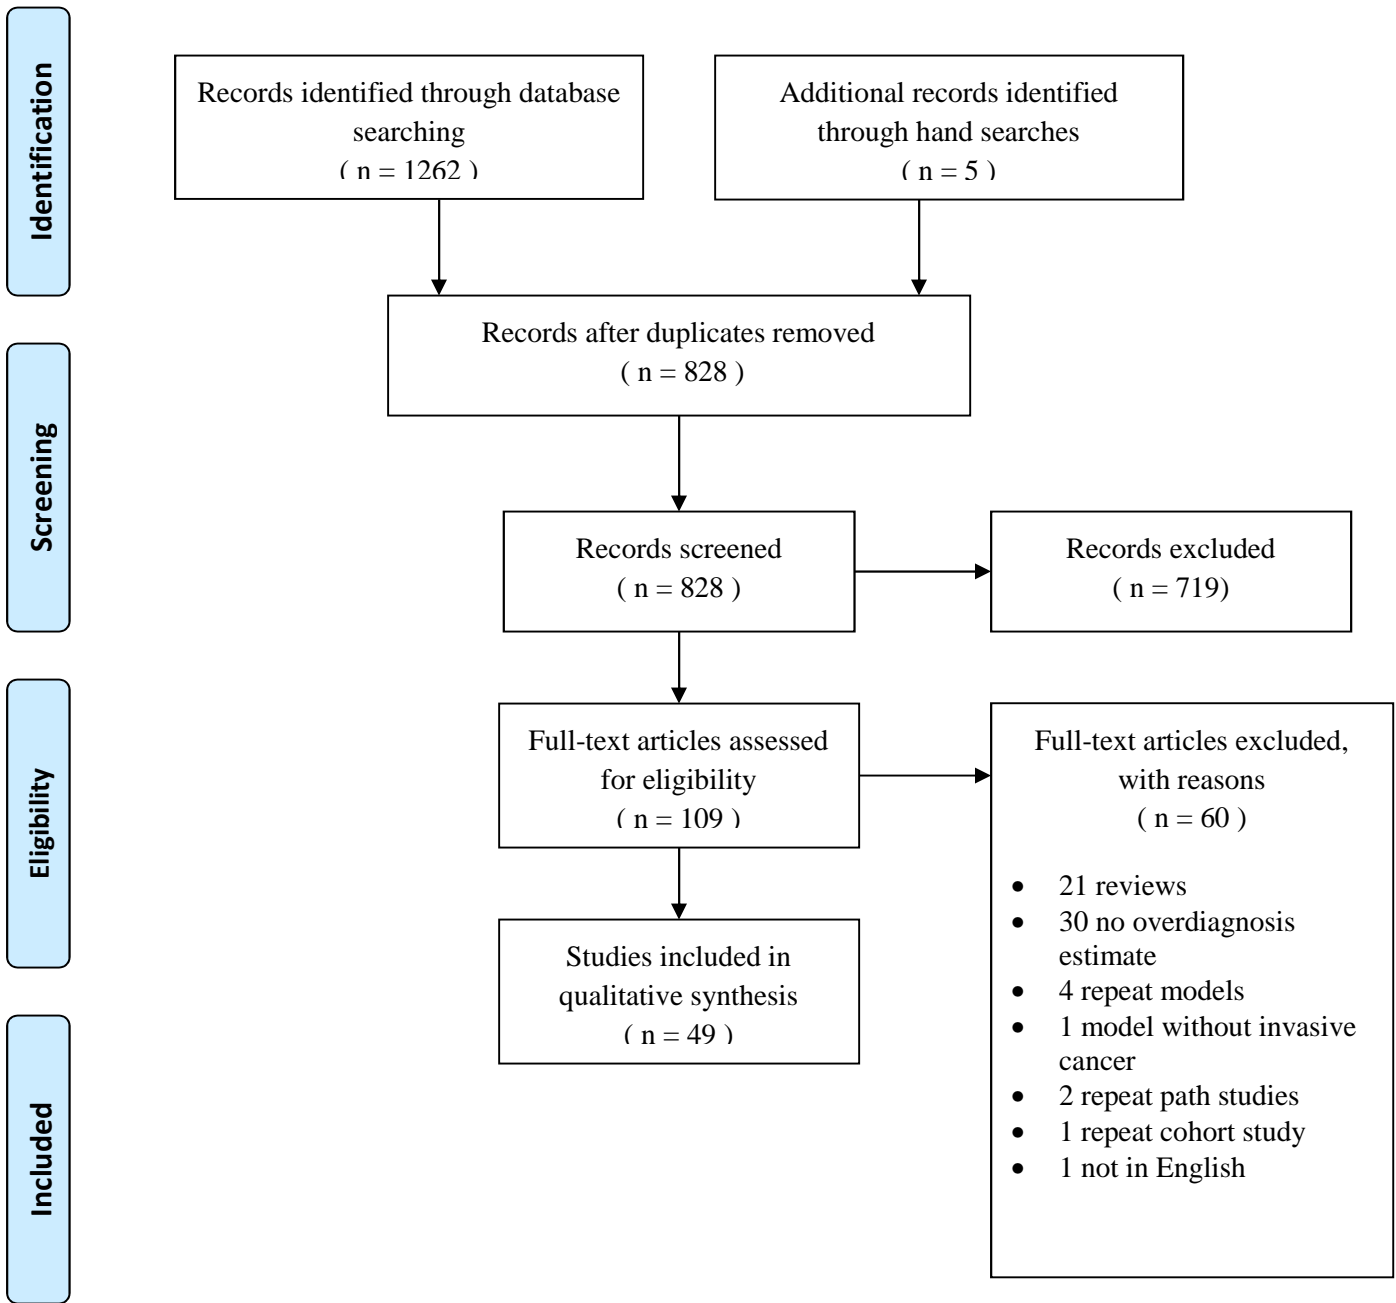 Identification
Records identified through database
searching
( n = 1262 )
Additional records identified
through hand searches
( n = 5 )
Records after duplicates removed
( n = 828 )
Screening
Records screened
( n = 828 )
Records excluded
( n = 719)
Eligibility
Full-text articles assessed
for eligibility
( n = 109 )
Full-text articles excluded,
with reasons
( n = 60 )
• 21 reviews
• 30 no overdiagnosis
estimate
• 4 repeat models
• 1 model without invasive
cancer
• 2 repeat path studies
• 1 repeat cohort study
• 1 not in English
Included
Studies included in
qualitative synthesis
( n = 49 )